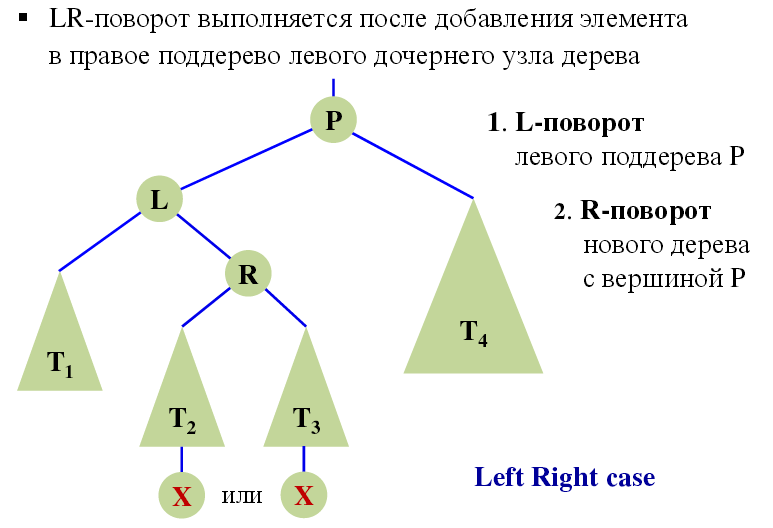 ▪ LR-поворот выполняется после добавления элемента
в правое поддерево левого дочернего узла дерева
P
1. L-поворот
левого поддерева P
L
2. R-поворот
нового дерева
с вершиной P
R
T4
T1
T2
T3
Left Right case
X или X